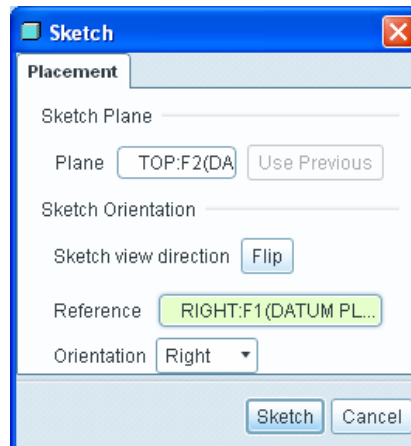 Sketch
Placement
Sketch Plane
Plane TOP:F2(DA Use Previous
Sketch Orientation
Sketch view direction Flip
Reference RIGHT:F1(DATUM PL...
Orientation Right
Sketch Cancel